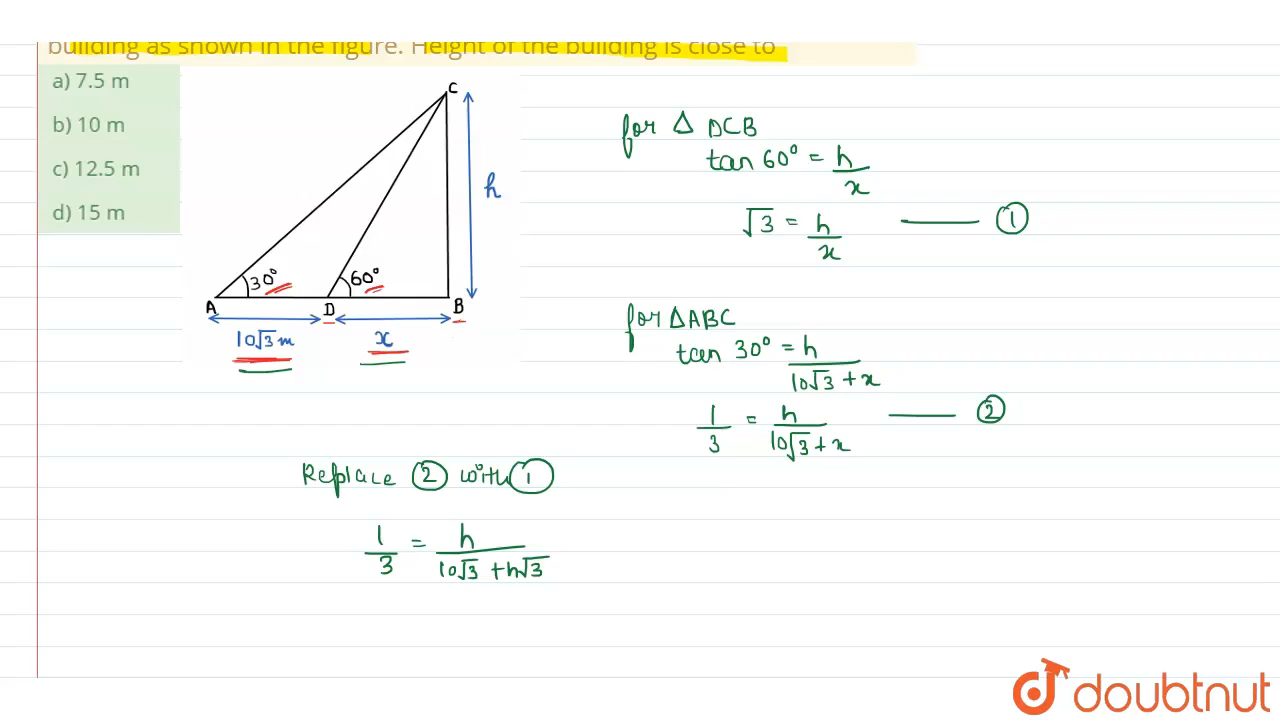 building as shown in the figure. Height of the building is close to
a) 7.5 m
b) 10 m
c) 12.5 m
d) 15 m
C
h
30°
60°
A
D
B
10√3 m
x
for Δ DCB
tan 60° = h/x
√3 = h/x —— ①
for ΔABC
tan 30° = h/(10√3 + x)
1/3 = h/(10√3 + x) —— ②
Replace ② with ①
1/3 = h/(10√3 + h√3)
doubtnut